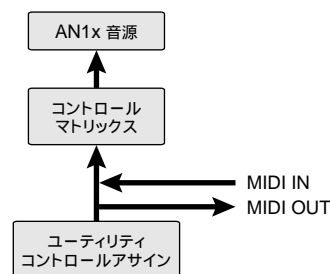 AN1x 音源
コントロール
マトリックス
MIDI IN
MIDI OUT
ユーティリティ
コントロールアサイン